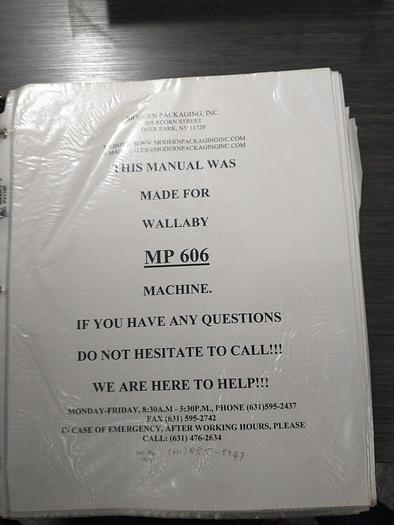 MODERN PACKAGING, INC.
505 ACORN STREET
DEER PARK, NY 11729
WEBSITE: WWW.MODERNPACKAGINGINC.COM
EMAIL: SALES@MODERNPACKAGINGINC.COM
THIS MANUAL WAS
MADE FOR
WALLABY
MP 606
MACHINE.
IF YOU HAVE ANY QUESTIONS
DO NOT HESITATE TO CALL!!!
WE ARE HERE TO HELP!!!
MONDAY-FRIDAY, 8:30A.M - 5:30P.M., PHONE (631)595-2437
FAX (631) 595-2742
IN CASE OF EMERGENCY, AFTER WORKING HOURS, PLEASE
CALL: (631) 476-2634